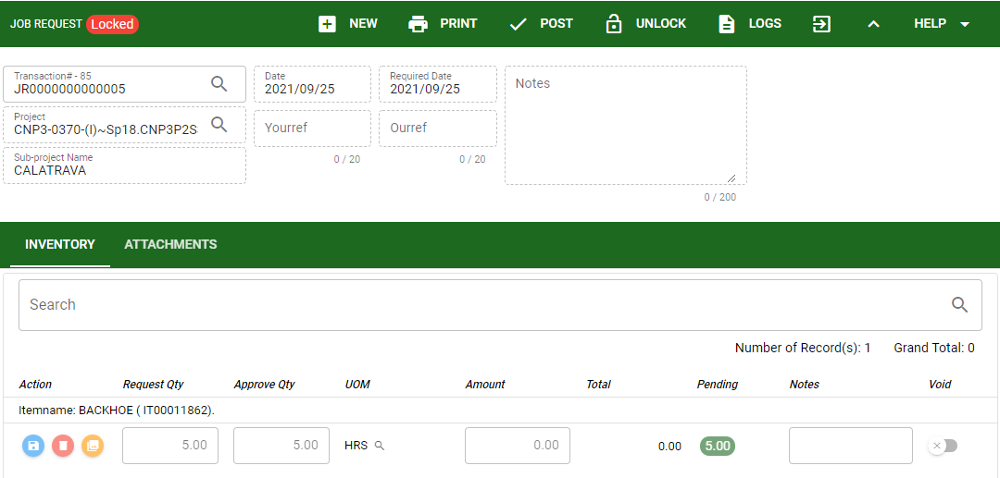 JOB REQUEST Locked NEW PRINT POST UNLOCK LOGS HELP
Transaction# - 85
JR0000000000005
Date
2021/09/25
Required Date
2021/09/25
Notes
Project
CNP3-0370-(I)~Sp18.CNP3P2S
Yourref
Ourref
0 / 20
0 / 20
Sub-project Name
CALATRAVA
0 / 200
INVENTORY ATTACHMENTS
Search
Number of Record(s): 1 Grand Total: 0
Action Request Qty Approve Qty UOM Amount Total Pending Notes Void
Itemname: BACKHOE ( IT00011862).
5.00 5.00 HRS 0.00 0.00 5.00